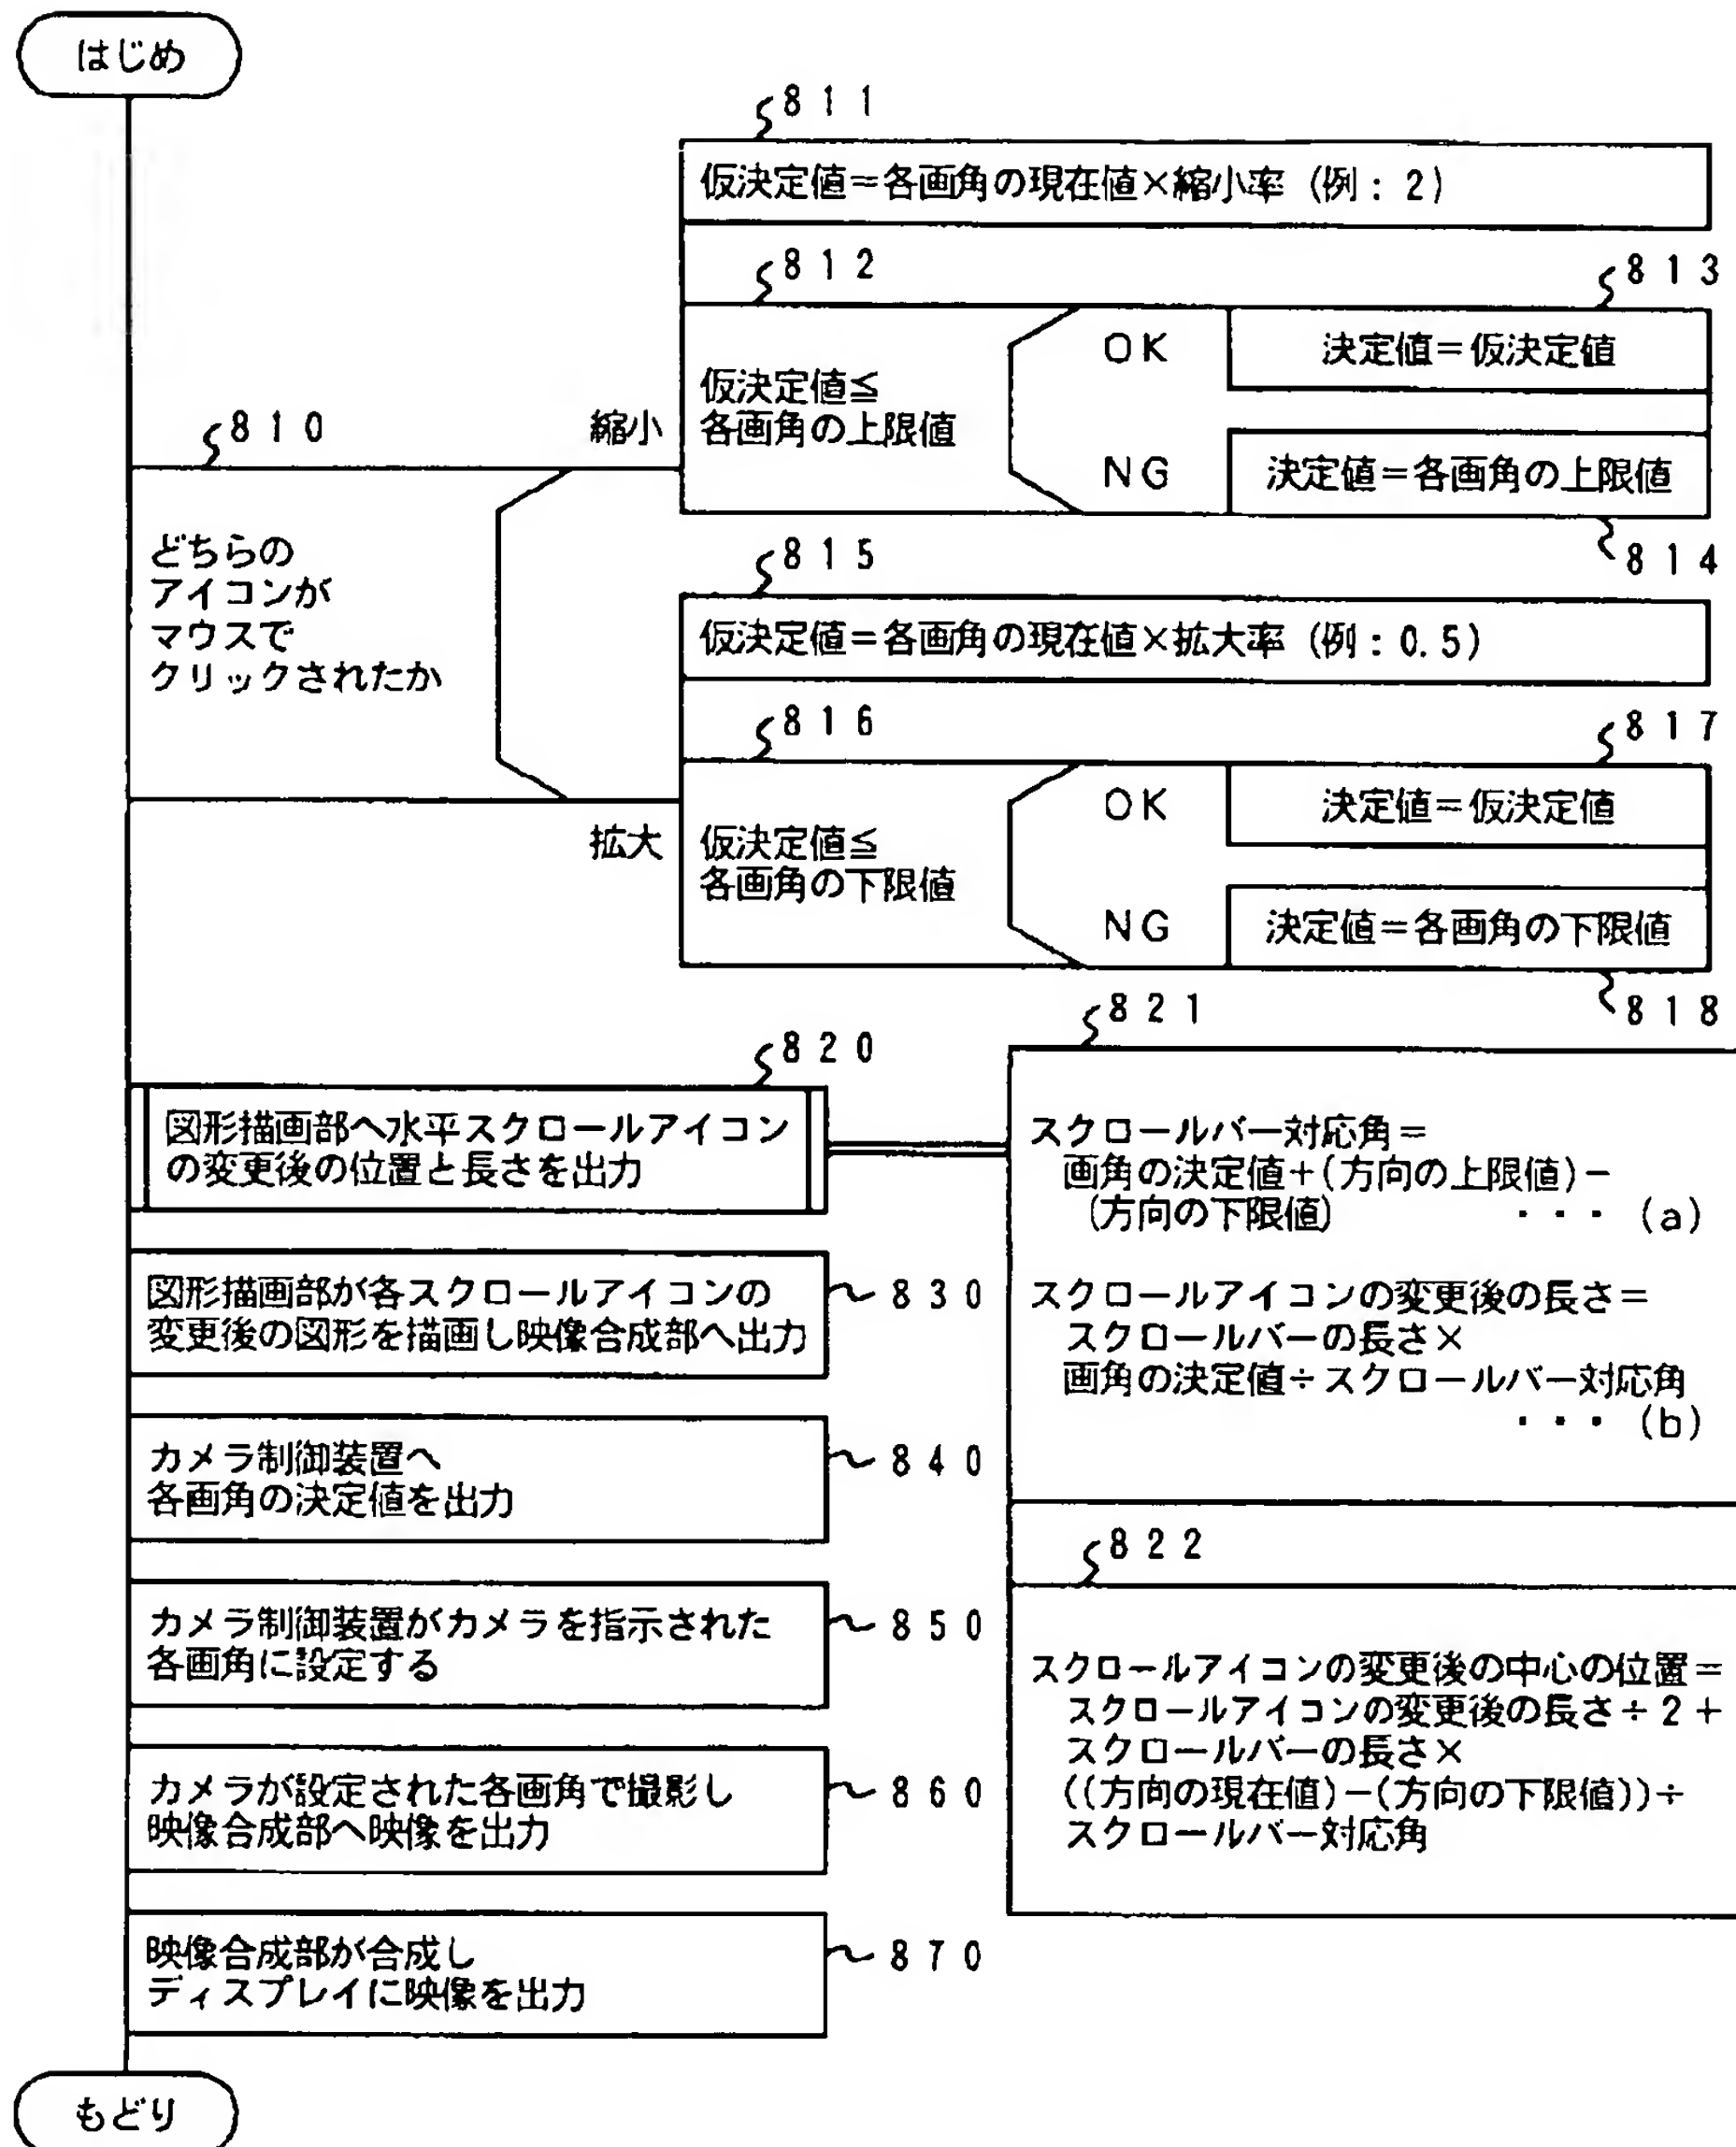 はじめ
811
仮決定値＝各画角の現在値×縮小率（例：2）
812
813
仮決定値≦
各画角の上限値
OK
決定値＝仮決定値
NG
決定値＝各画角の上限値
814
810
縮小
どちらの
アイコンが
マウスで
クリックされたか
815
仮決定値＝各画角の現在値×拡大率（例：0.5）
816
817
拡大
仮決定値≦
各画角の下限値
OK
決定値＝仮決定値
NG
決定値＝各画角の下限値
818
820
図形描画部へ水平スクロールアイコン
の変更後の位置と長さを出力
821
スクロールバー対応角＝
画角の決定値＋（方向の上限値）－
（方向の下限値） ・・・（a）
スクロールアイコンの変更後の長さ＝
スクロールバーの長さ×
画角の決定値÷スクロールバー対応角
・・・（b）
822
スクロールアイコンの変更後の中心の位置＝
スクロールアイコンの変更後の長さ÷2＋
スクロールバーの長さ×
（（方向の現在値）－（方向の下限値））÷
スクロールバー対応角
図形描画部が各スクロールアイコンの
変更後の図形を描画し映像合成部へ出力
830
カメラ制御装置へ
各画角の決定値を出力
840
カメラ制御装置がカメラを指示された
各画角に設定する
850
カメラが設定された各画角で撮影し
映像合成部へ映像を出力
860
映像合成部が合成し
ディスプレイに映像を出力
870
もどり